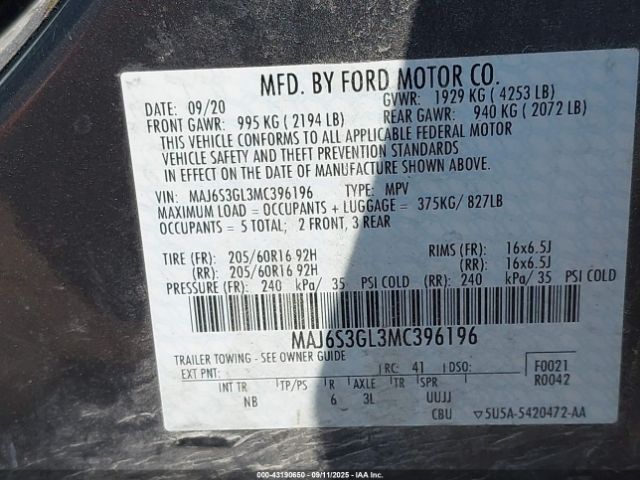 MFD. BY FORD MOTOR CO.
DATE: 09/20 GVWR: 1929 KG ( 4253 LB)
FRONT GAWR: 995 KG ( 2194 LB) REAR GAWR: 940 KG ( 2072 LB)
THIS VEHICLE CONFORMS TO ALL APPLICABLE FEDERAL MOTOR
VEHICLE SAFETY AND THEFT PREVENTION STANDARDS
IN EFFECT ON THE DATE OF MANUFACTURE SHOWN ABOVE.
VIN: MAJ6S3GL3MC396196 TYPE: MPV
MAXIMUM LOAD = OCCUPANTS + LUGGAGE = 375KG/ 827LB
OCCUPANTS = 5 TOTAL; 2 FRONT, 3 REAR
TIRE (FR): 205/60R16 92H RIMS (FR): 16x6.5J
(RR): 205/60R16 92H (RR): 16x6.5J
PRESSURE (FR): 240 kPa/ 35 PSI COLD (RR): 240 kPa/ 35 PSI COLD
MAJ6S3GL3MC396196
TRAILER TOWING - SEE OWNER GUIDE
EXT PNT: RC: 41 DSO: F0021
R0042
INT TR TP/PS R AXLE TR SPR
NB 6 3L UUJJ
CBU 5U5A-5420472-AA
000-43190650 - 09/11/2025 - IAAHQ/AIC